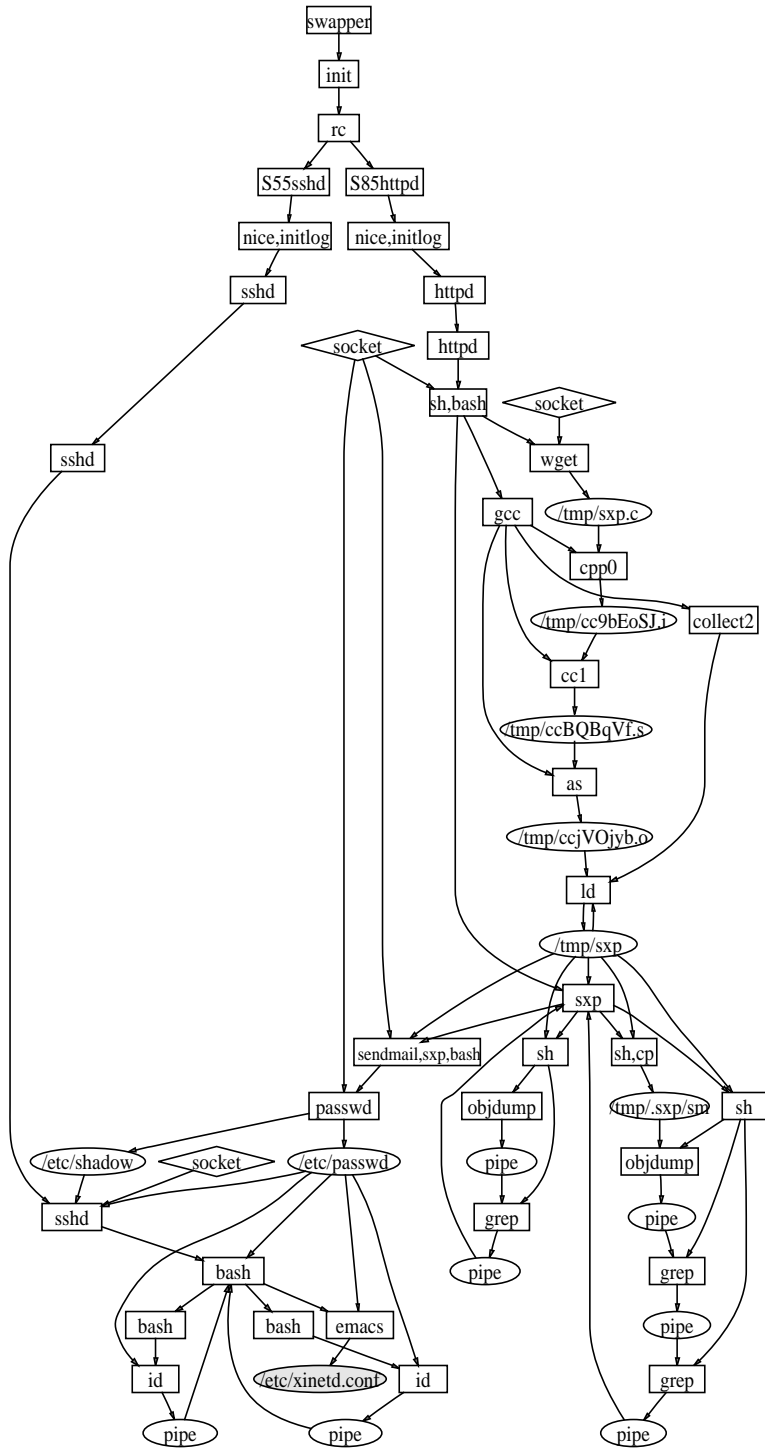 swapper
init
rc
S55sshd
S85httpd
nice,initlog
nice,initlog
sshd
httpd
socket
httpd
sh,bash
socket
sshd
wget
gcc
/tmp/sxp.c
cpp0
/tmp/cc9bEoSJ.i
collect2
cc1
/tmp/ccBQBqVf.s
as
/tmp/ccjVOjyb.o
ld
/tmp/sxp
sxp
sendmail,sxp,bash
sh
sh,cp
passwd
objdump
/tmp/.sxp/sm
sh
/etc/shadow
socket
/etc/passwd
pipe
objdump
sshd
grep
pipe
bash
pipe
grep
bash
bash
emacs
pipe
id
/etc/xinetd.conf
id
grep
pipe
pipe
pipe